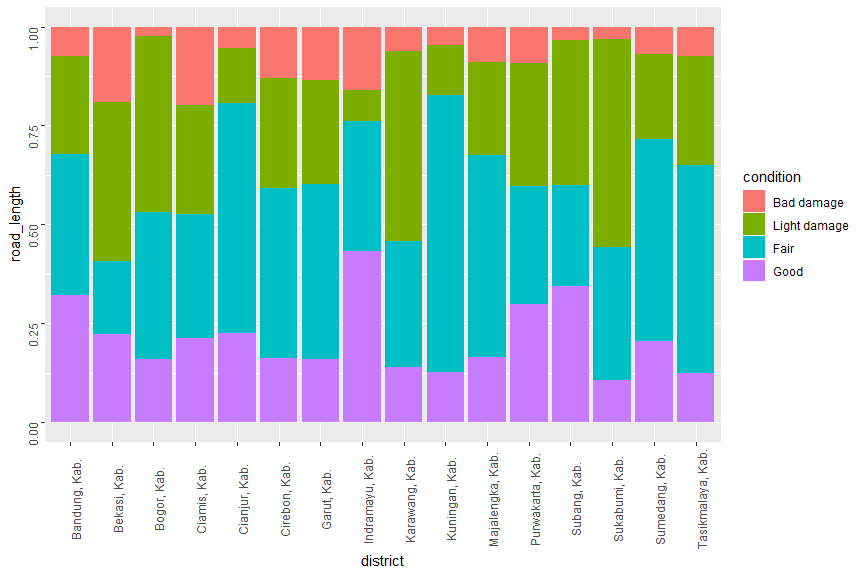 1.00
0.75
0.50
0.25
0.00
road_length
Bandung, Kab.
Bekasi, Kab.
Bogor, Kab.
Ciamis, Kab.
Cianjur, Kab.
Cirebon, Kab.
Garut, Kab.
Indramayu, Kab.
Karawang, Kab.
Kuningan, Kab.
Majalengka, Kab.
Purwakarta, Kab.
Subang, Kab.
Sukabumi, Kab.
Sumedang, Kab.
Tasikmalaya, Kab.
district
condition
Bad damage
Light damage
Fair
Good